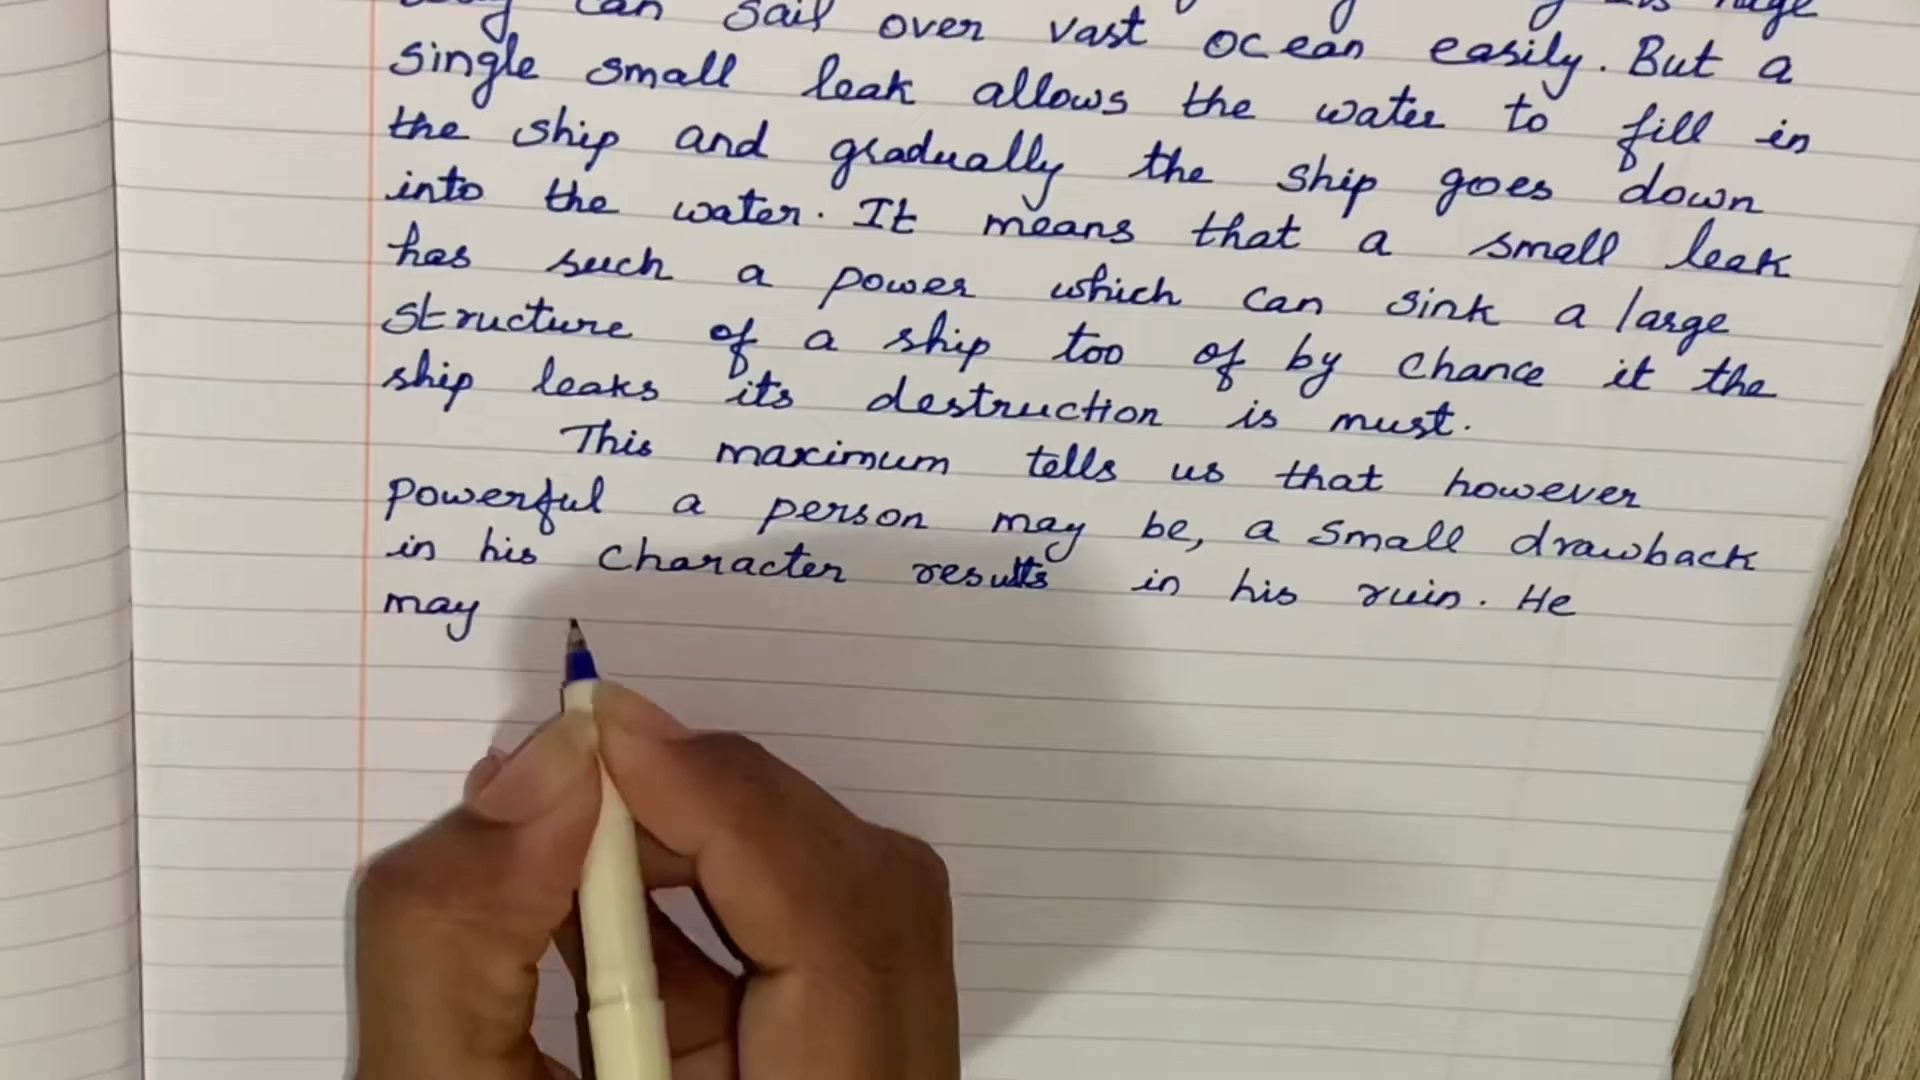 can sail over vast ocean easily. But a
single small leak allows the water to fill in
the ship and gradually the ship goes down
into the water. It means that a small leak
has such a power which can sink a large
structure of a ship too of by chance it the
ship leaks its destruction is must.
This maximum tells us that however
powerful a person may be, a small drawback
in his character results in his ruin. He
may